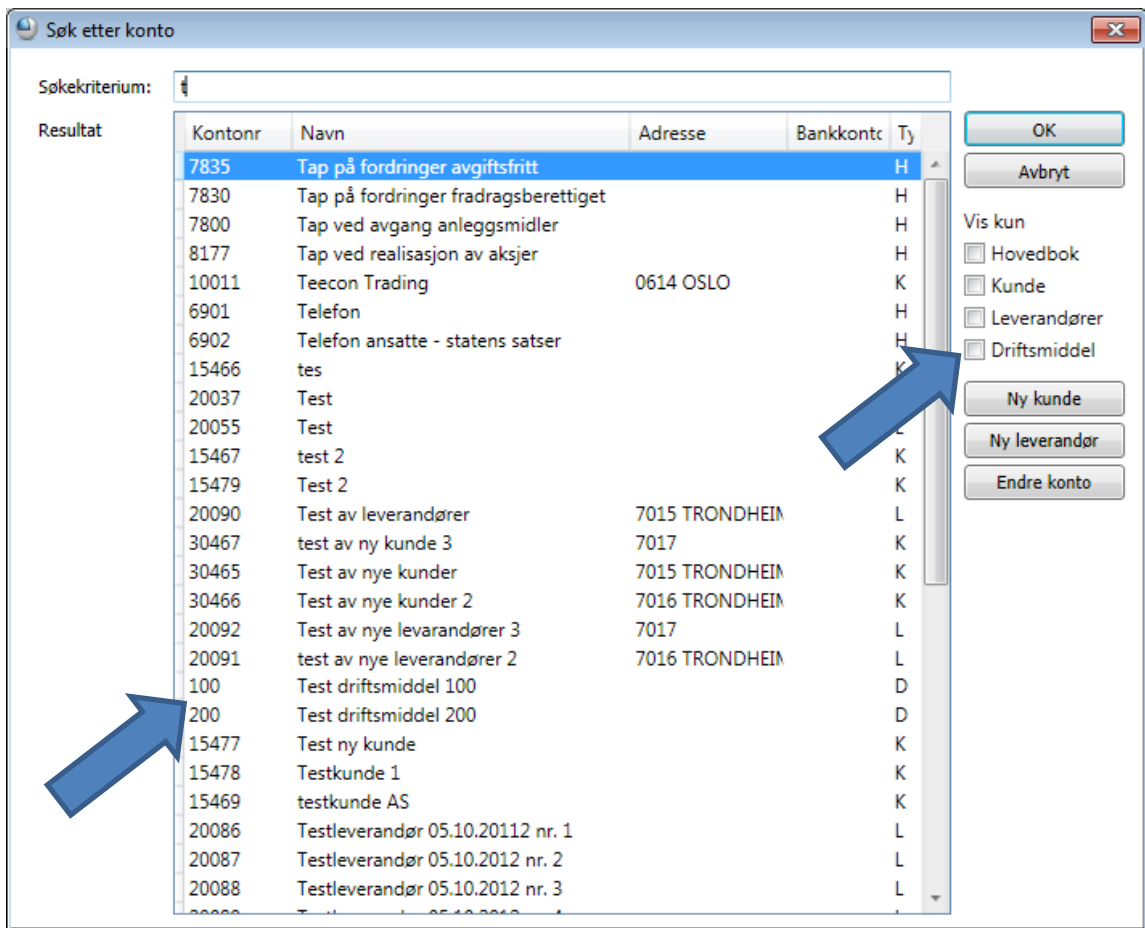 Søk etter konto
Søkekriterium: t
Resultat
Kontonr Navn Adresse Bankkontc Ty
7835 Tap på fordringer avgiftsfritt H
7830 Tap på fordringer fradragsberettiget H
7800 Tap ved avgang anleggsmidler H
8177 Tap ved realisasjon av aksjer H
10011 Teecon Trading 0614 OSLO K
6901 Telefon H
6902 Telefon ansatte - statens satser H
15466 tes K
20037 Test
20055 Test
15467 test 2 K
15479 Test 2 K
20090 Test av leverandører 7015 TRONDHEIM L
30467 test av ny kunde 3 7017 K
30465 Test av nye kunder 7015 TRONDHEIM K
30466 Test av nye kunder 2 7016 TRONDHEIM K
20092 Test av nye levarandører 3 7017 L
20091 test av nye leverandører 2 7016 TRONDHEIM L
100 Test driftsmiddel 100 D
200 Test driftsmiddel 200 D
15477 Test ny kunde K
15478 Testkunde 1 K
15469 testkunde AS K
20086 Testleverandør 05.10.20112 nr. 1 L
20087 Testleverandør 05.10.2012 nr. 2 L
20088 Testleverandør 05.10.2012 nr. 3 L
OK
Avbryt
Vis kun
Hovedbok
Kunde
Leverandører
Driftsmiddel
Ny kunde
Ny leverandør
Endre konto